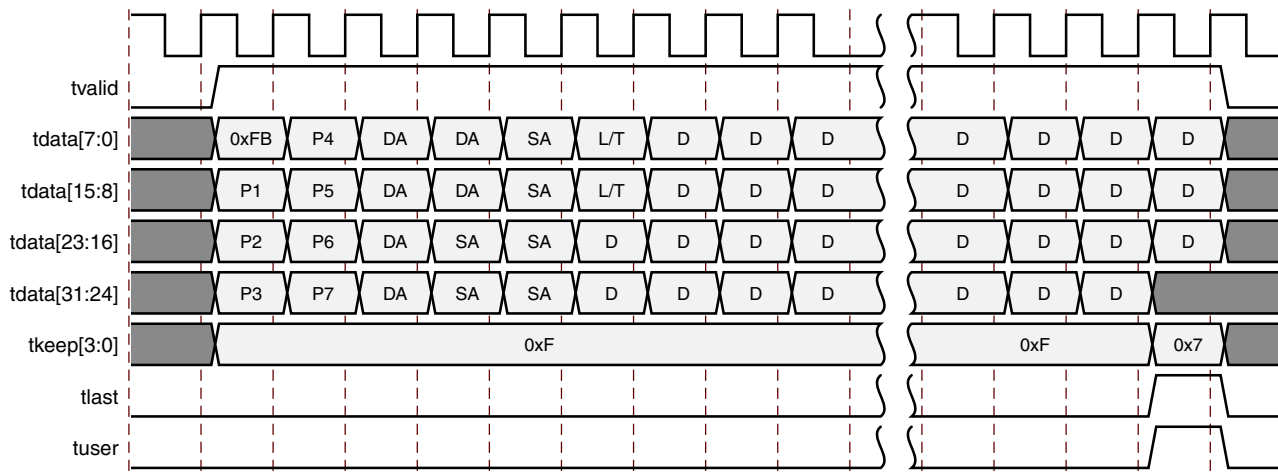 tvalid
tdata[7:0] 0xFB P4 DA DA SA L/T D D D D D D D
tdata[15:8] P1 P5 DA DA SA L/T D D D D D D D
tdata[23:16] P2 P6 DA SA SA D D D D D D D D
tdata[31:24] P3 P7 DA SA SA D D D D D D D
tkeep[3:0] 0xF 0xF 0x7
tlast
tuser